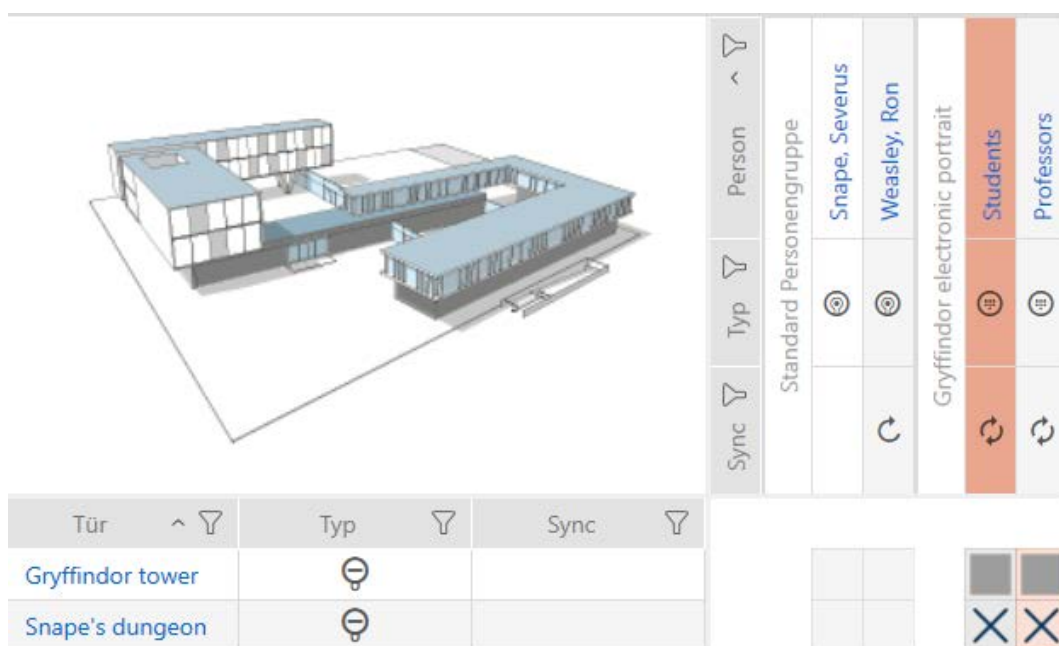 Person
Typ
Sync
Standard Personengruppe
Snape, Severus
Weasley, Ron
Gryffindor electronic portrait
Students
Professors
Tür
Typ
Sync
Gryffindor tower
Snape's dungeon